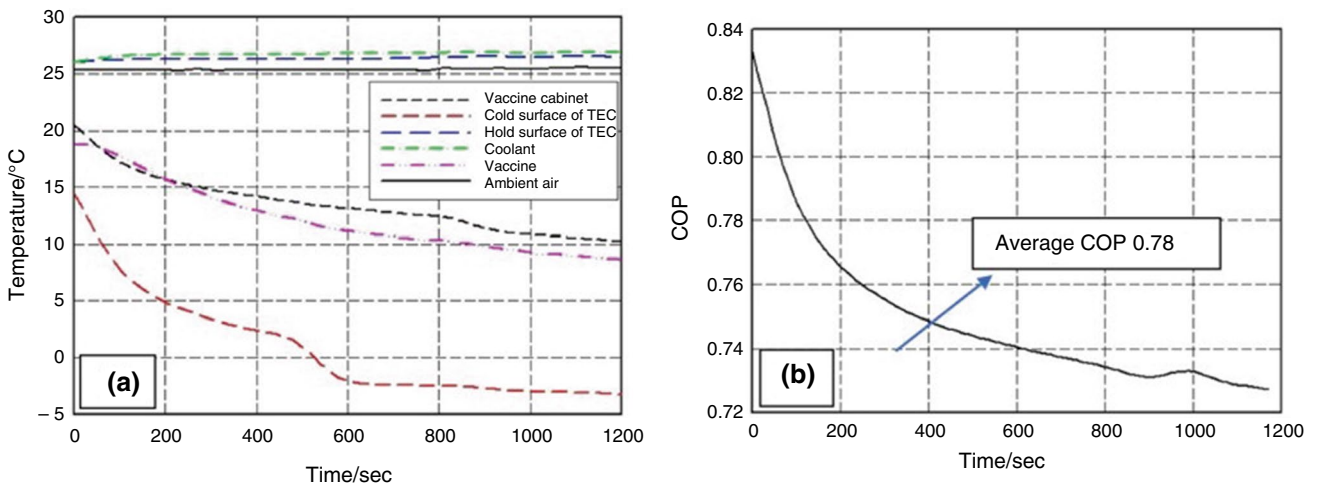 30
25
20
15
10
5
0
– 5
Temperature/°C
Vaccine cabinet
Cold surface of TEC
Hold surface of TEC
Coolant
Vaccine
Ambient air
(a)
0 200 400 600 800 1000 1200
Time/sec
0.84
0.82
0.80
0.78
0.76
0.74
0.72
COP
Average COP 0.78
(b)
0 200 400 600 800 1000 1200
Time/sec